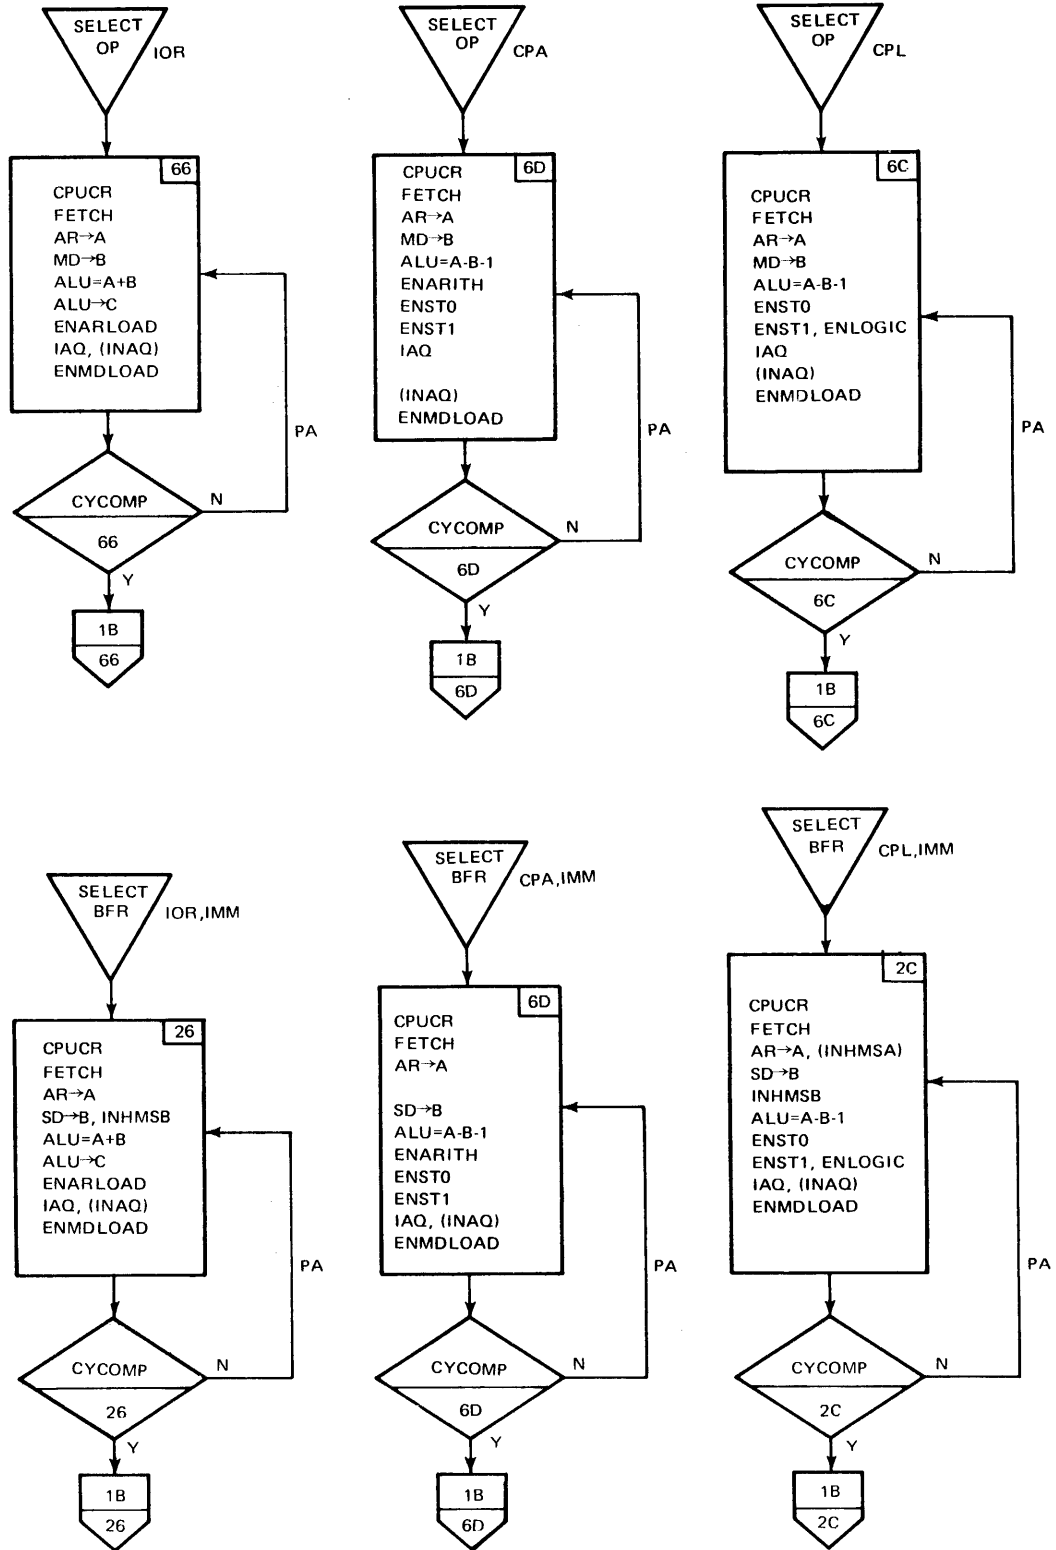 SELECT
OP
IOR
66
CPUCR
FETCH
AR→A
MD→B
ALU=A+B
ALU→C
ENARLOAD
IAQ, (INAQ)
ENMDLOAD
PA
CYCOMP
N
66
Y
1B
66
SELECT
OP
CPA
6D
CPUCR
FETCH
AR→A
MD→B
ALU=A-B-1
ENARITH
ENST0
ENST1
IAQ
(INAQ)
ENMDLOAD
PA
CYCOMP
N
6D
Y
1B
6D
SELECT
OP
CPL
6C
CPUCR
FETCH
AR→A
MD→B
ALU=A-B-1
ENST0
ENST1, ENLOGIC
IAQ
(INAQ)
ENMDLOAD
PA
CYCOMP
N
6C
Y
1B
6C
SELECT
BFR
IOR,IMM
26
CPUCR
FETCH
AR→A
SD→B, INHMSB
ALU=A+B
ALU→C
ENARLOAD
IAQ, (INAQ)
ENMDLOAD
PA
CYCOMP
N
26
Y
1B
26
SELECT
BFR
CPA,IMM
6D
CPUCR
FETCH
AR→A
SD→B
ALU=A-B-1
ENARITH
ENST0
ENST1
IAQ, (INAQ)
ENMDLOAD
PA
CYCOMP
N
6D
Y
1B
6D
SELECT
BFR
CPL,IMM
2C
CPUCR
FETCH
AR→A, (INHMSA)
SD→B
INHMSB
ALU=A-B-1
ENST0
ENST1, ENLOGIC
IAQ, (INAQ)
ENMDLOAD
PA
CYCOMP
N
2C
Y
1B
2C